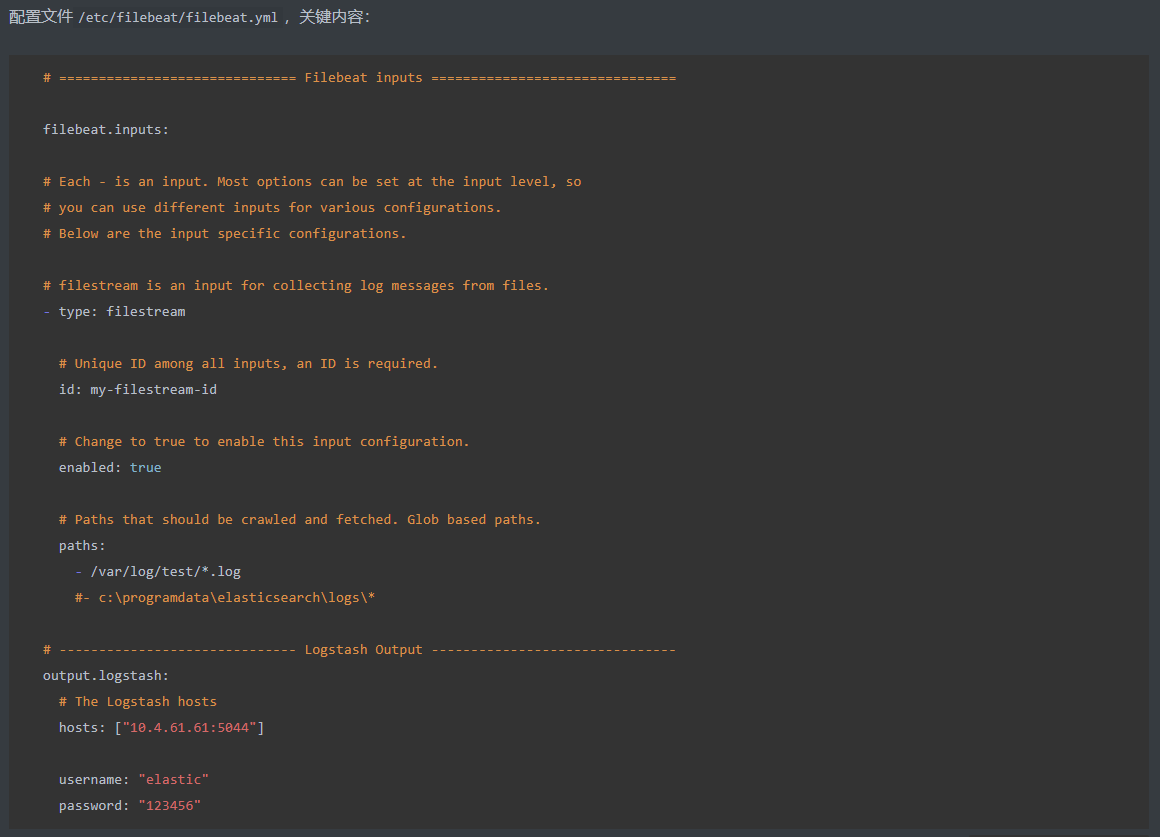 配置文件 /etc/filebeat/filebeat.yml ，关键内容：
# ============================== Filebeat inputs ===============================
filebeat.inputs:
# Each - is an input. Most options can be set at the input level, so
# you can use different inputs for various configurations.
# Below are the input specific configurations.
# filestream is an input for collecting log messages from files.
- type: filestream
# Unique ID among all inputs, an ID is required.
id: my-filestream-id
# Change to true to enable this input configuration.
enabled: true
# Paths that should be crawled and fetched. Glob based paths.
paths:
- /var/log/test/*.log
#- c:\programdata\elasticsearch\logs\*
# ------------------------------ Logstash Output -------------------------------
output.logstash:
# The Logstash hosts
hosts: ["10.4.61.61:5044"]
username: "elastic"
password: "123456"